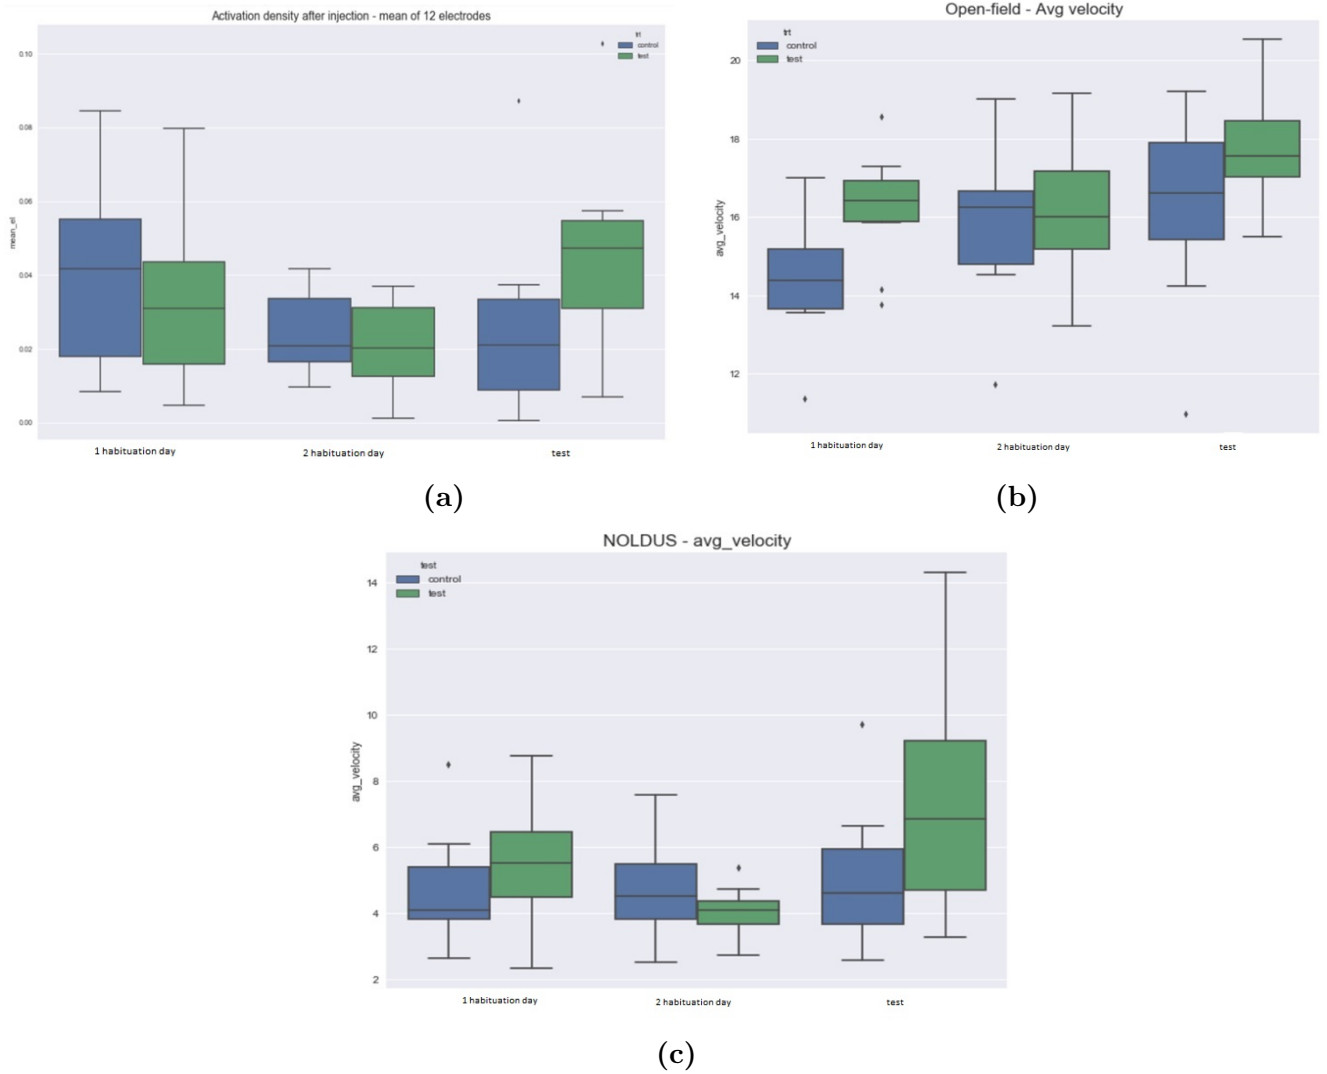 Activation density after injection - mean of 12 electrodes
trt
control
test
0.10
0.08
0.06
0.04
0.02
0.00
mean_el
1 habituation day
2 habituation day
test
(a)
Open-field - Avg velocity
trt
control
test
20
18
16
14
12
avg_velocity
1 habituation day
2 habituation day
test
(b)
NOLDUS - avg_velocity
test
control
test
14
12
10
8
6
4
2
avg_velocity
1 habituation day
2 habituation day
test
(c)